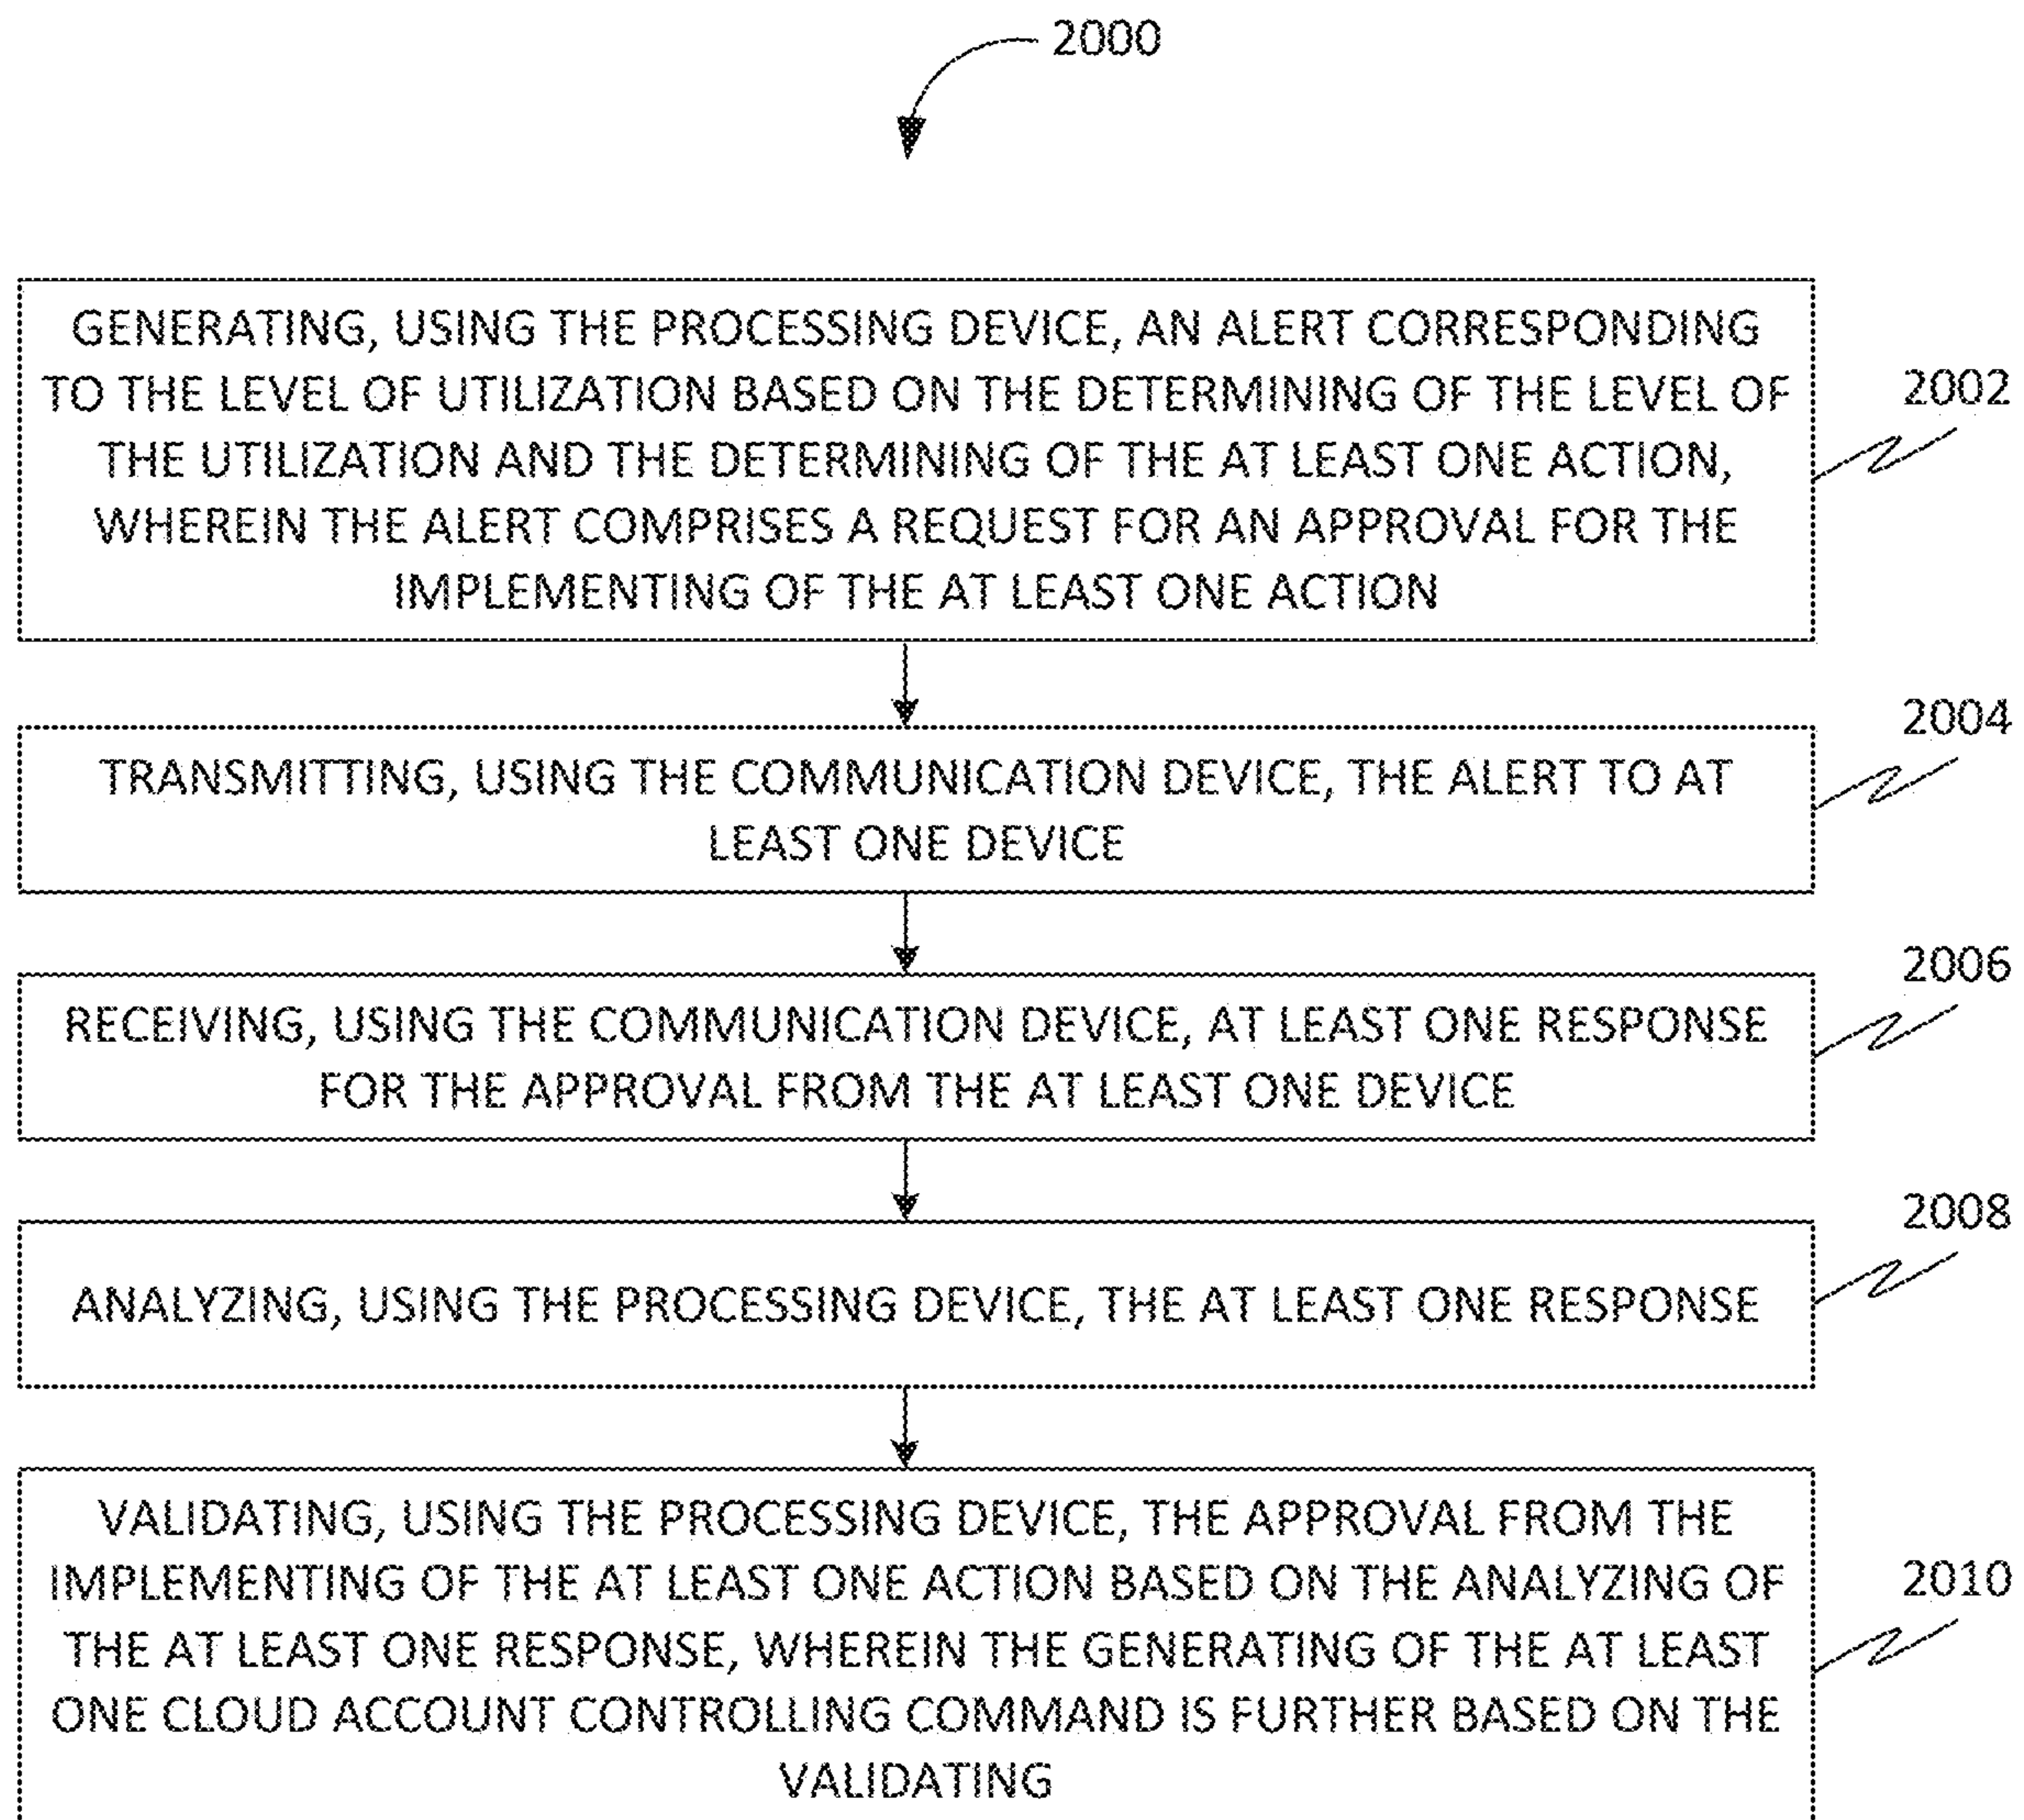 2000
GENERATING, USING THE PROCESSING DEVICE, AN ALERT CORRESPONDING
TO THE LEVEL OF UTILIZATION BASED ON THE DETERMINING OF THE LEVEL OF
THE UTILIZATION AND THE DETERMINING OF THE AT LEAST ONE ACTION,
WHEREIN THE ALERT COMPRISES A REQUEST FOR AN APPROVAL FOR THE
IMPLEMENTING OF THE AT LEAST ONE ACTION
2002
TRANSMITTING, USING THE COMMUNICATION DEVICE, THE ALERT TO AT
LEAST ONE DEVICE
2004
RECEIVING, USING THE COMMUNICATION DEVICE, AT LEAST ONE RESPONSE
FOR THE APPROVAL FROM THE AT LEAST ONE DEVICE
2006
ANALYZING, USING THE PROCESSING DEVICE, THE AT LEAST ONE RESPONSE
2008
VALIDATING, USING THE PROCESSING DEVICE, THE APPROVAL FROM THE
IMPLEMENTING OF THE AT LEAST ONE ACTION BASED ON THE ANALYZING OF
THE AT LEAST ONE RESPONSE, WHEREIN THE GENERATING OF THE AT LEAST
ONE CLOUD ACCOUNT CONTROLLING COMMAND IS FURTHER BASED ON THE
VALIDATING
2010